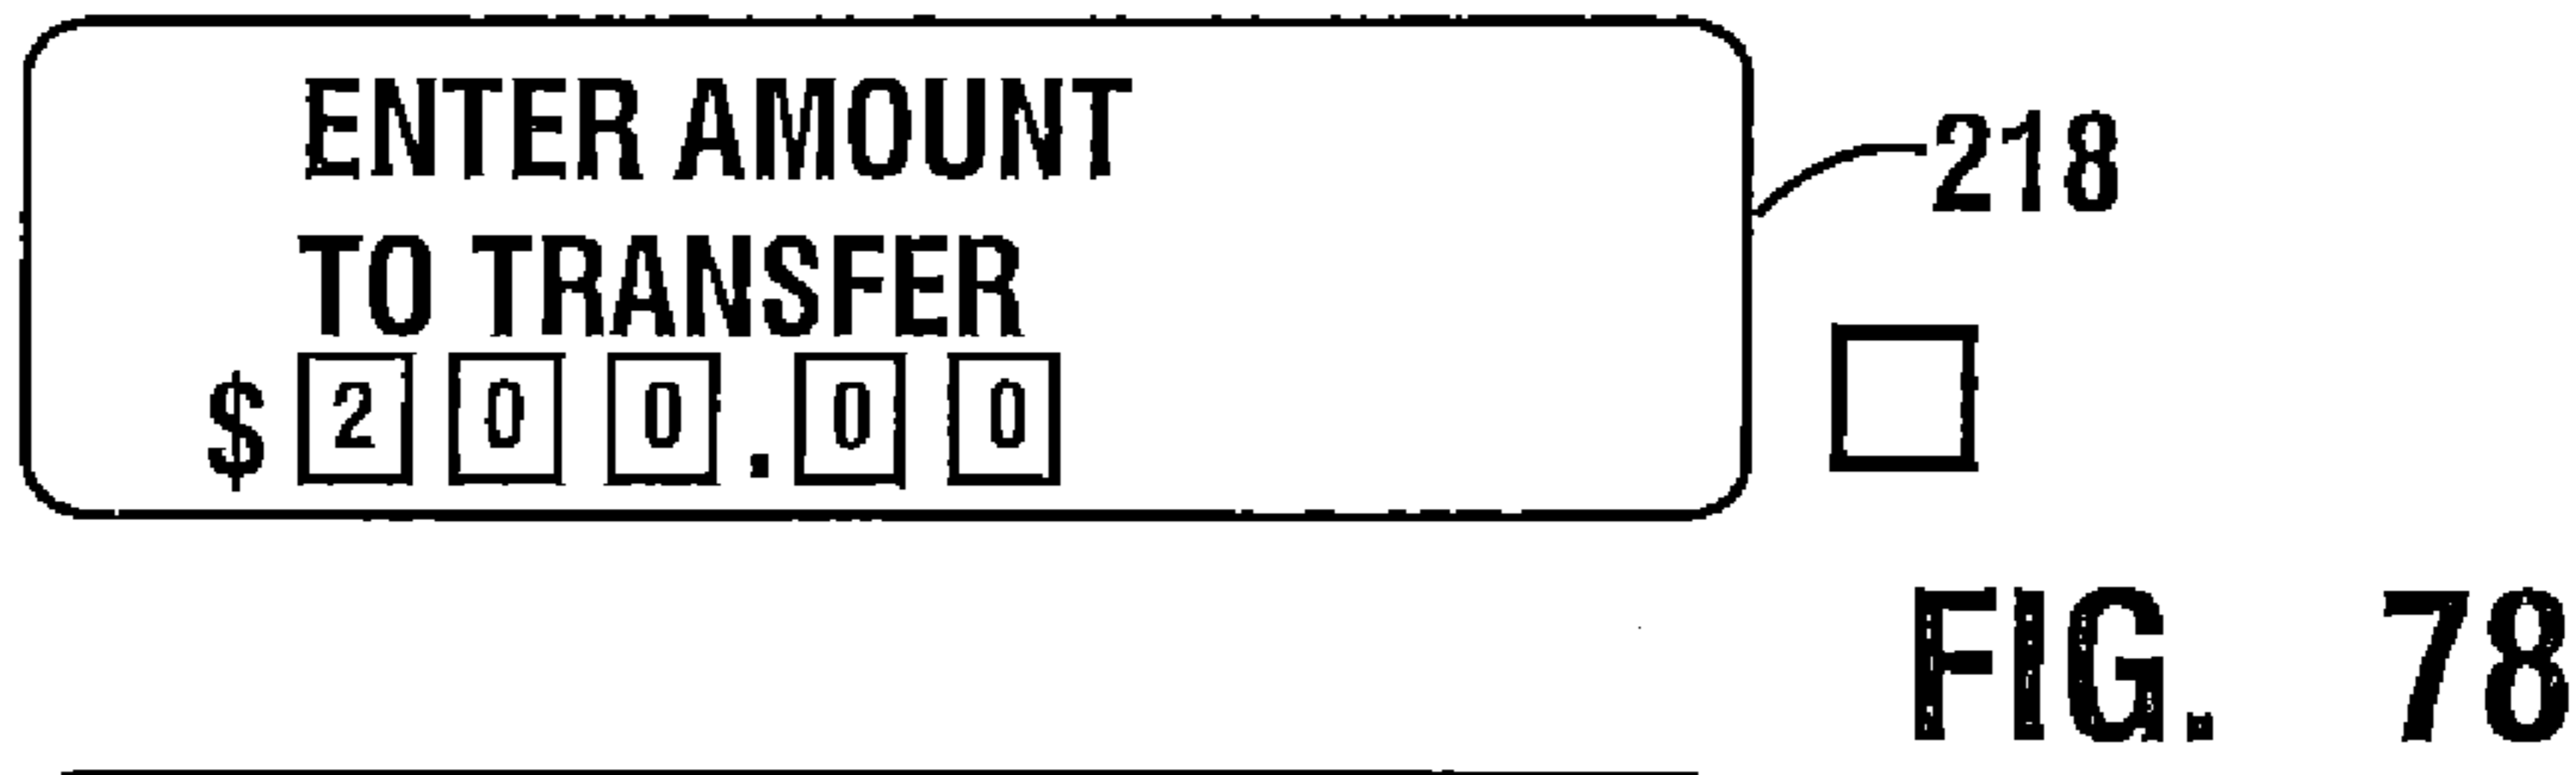 ENTER AMOUNT
TO TRANSFER
$ 2 0 0 . 0 0
218
FIG. 78